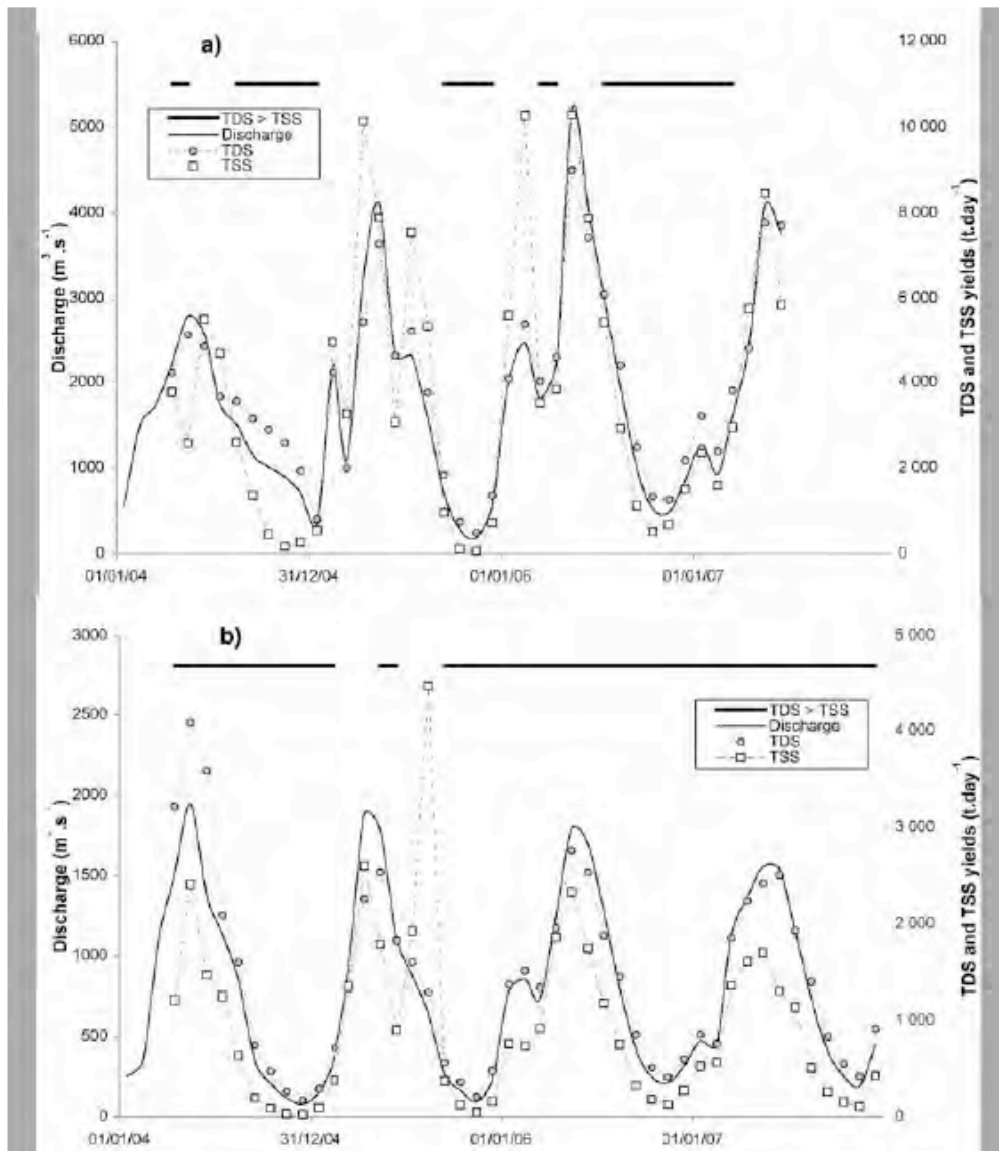 a)
6000
5000
4000
3000
2000
1000
0
Discharge (m³.s⁻¹)
12 000
10 000
8 000
6 000
4 000
2 000
0
TDS and TSS yields (t.day⁻¹)
TDS > TSS
Discharge
TDS
TSS
01/01/04
31/12/04
01/01/06
01/01/07
b)
3000
2500
2000
1500
1000
500
0
Discharge
5 000
4 000
3 000
2 000
1 000
0
TDS and TSS yields (t.day⁻¹)
TDS > TSS
Discharge
TDS
TSS
01/01/04
31/12/04
01/01/06
01/01/07